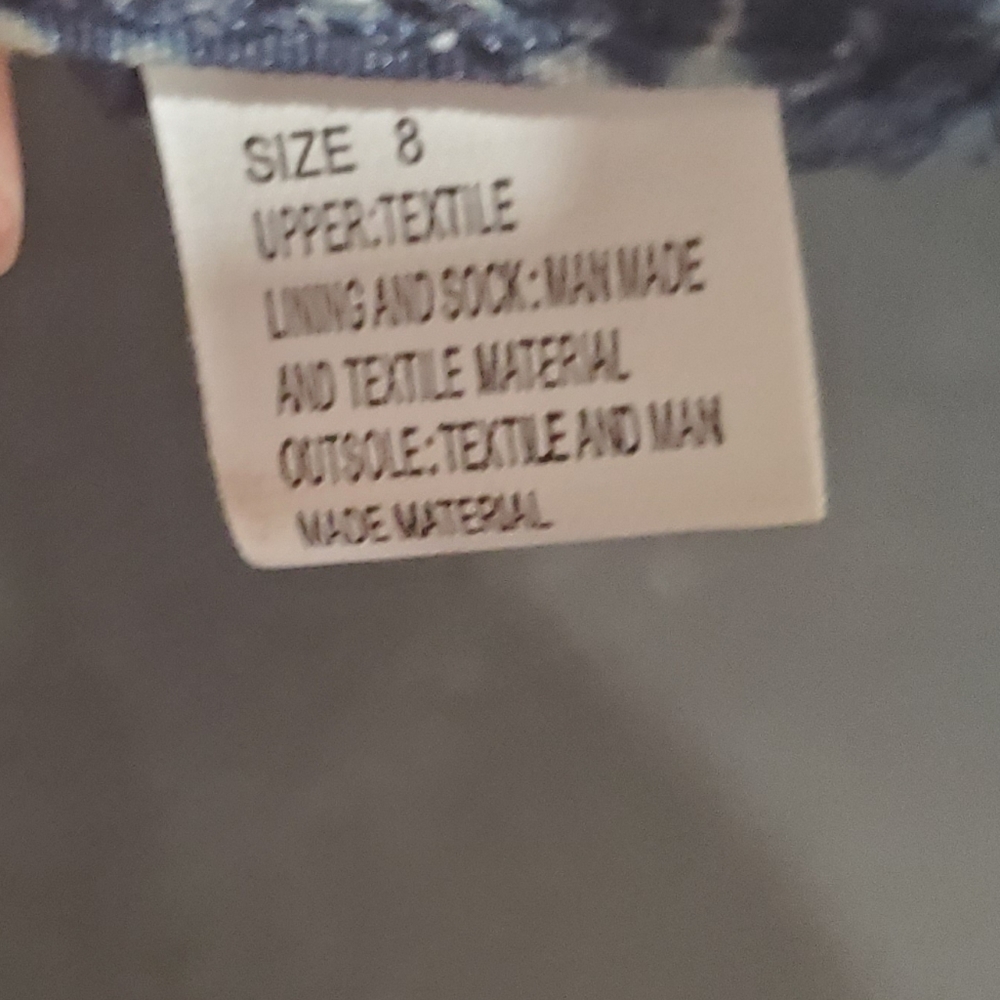 SIZE 8
UPPER:TEXTILE
LINING AND SOCK:MAN MADE
AND TEXTILE MATERIAL
OUTSOLE:TEXTILE AND MAN
MADE MATERIAL